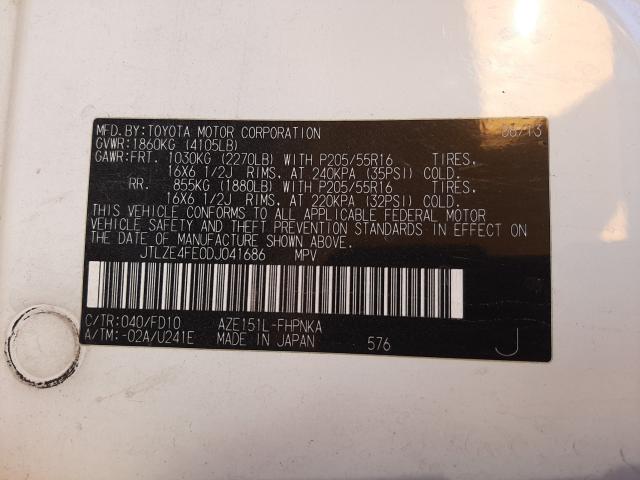 MFD.BY:TOYOTA MOTOR CORPORATION 08/13
GVWR:1860KG (4105LB)
GAWR:FRT. 1030KG (2270LB) WITH P205/55R16 TIRES,
16X6 1/2J RIMS, AT 240KPA (35PSI) COLD.
RR. 855KG (1880LB) WITH P205/55R16 TIRES,
16X6 1/2J RIMS, AT 220KPA (32PSI) COLD.
THIS VEHICLE CONFORMS TO ALL APPLICABLE FEDERAL MOTOR
VEHICLE SAFETY AND THEFT PREVENTION STANDARDS IN EFFECT ON
THE DATE OF MANUFACTURE SHOWN ABOVE.
JTLZE4FE0DJ041686 MPV
C/TR:040/FD10 AZE151L-FHPNKA
A/TM:-02A/U241E MADE IN JAPAN 576 J